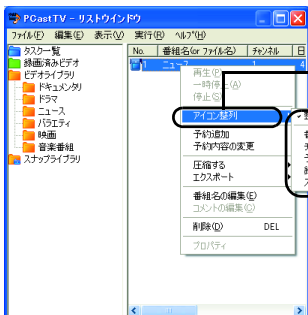 PCastTV - リストウインドウ
ファイル(F) 編集(E) 表示(V) 実行(R) ヘルプ(H)
タスク一覧
録画済みビデオ
ビデオライブラリ
ドキュメンタリ
ドラマ
ニュース
バラエティ
映画
音楽番組
スナップライブラリ
No. 番組名(or ファイル名) チャンネル 日
1 ニュース 1 4
再生(P)
一時停止(A)
停止(S)
アイコン整列
予約追加
予約内容の変更
圧縮する
エクスポート
番組名の編集(E)
コメントの編集(C)
削除(D) DEL
プロパティ